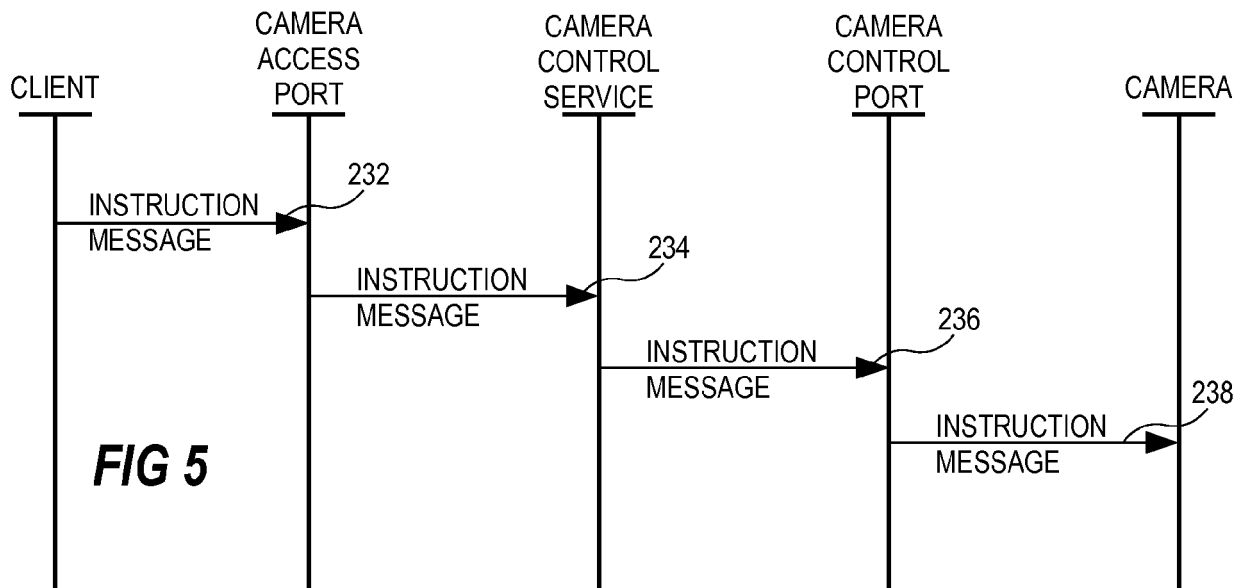 CLIENT
CAMERA
ACCESS
PORT
CAMERA
CONTROL
SERVICE
CAMERA
CONTROL
PORT
CAMERA
232
INSTRUCTION
MESSAGE
234
INSTRUCTION
MESSAGE
236
INSTRUCTION
MESSAGE
238
INSTRUCTION
MESSAGE
FIG 5